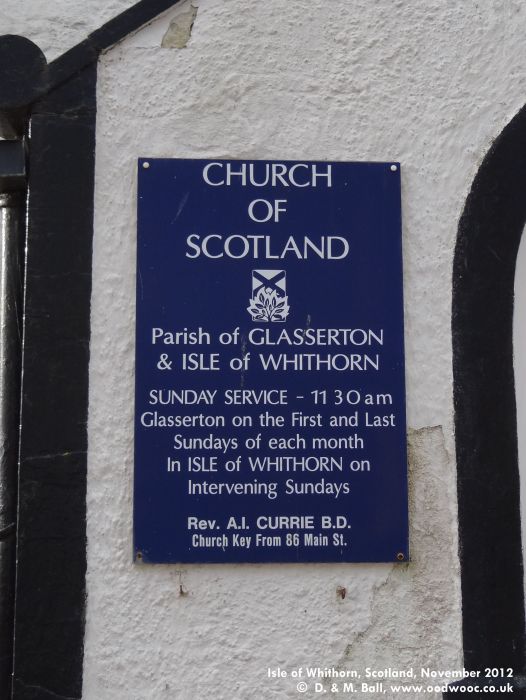 CHURCH
OF
SCOTLAND
Parish of GLASSERTON
& ISLE of WHITHORN
SUNDAY SERVICE - 11 30 am
Glasserton on the First and Last
Sundays of each month
In ISLE of WHITHORN on
Intervening Sundays
Rev. A.I. CURRIE B.D.
Church Key From 86 Main St.
Isle of Whithorn, Scotland, November 2012
© D. & M. Ball, www.oodwooc.co.uk